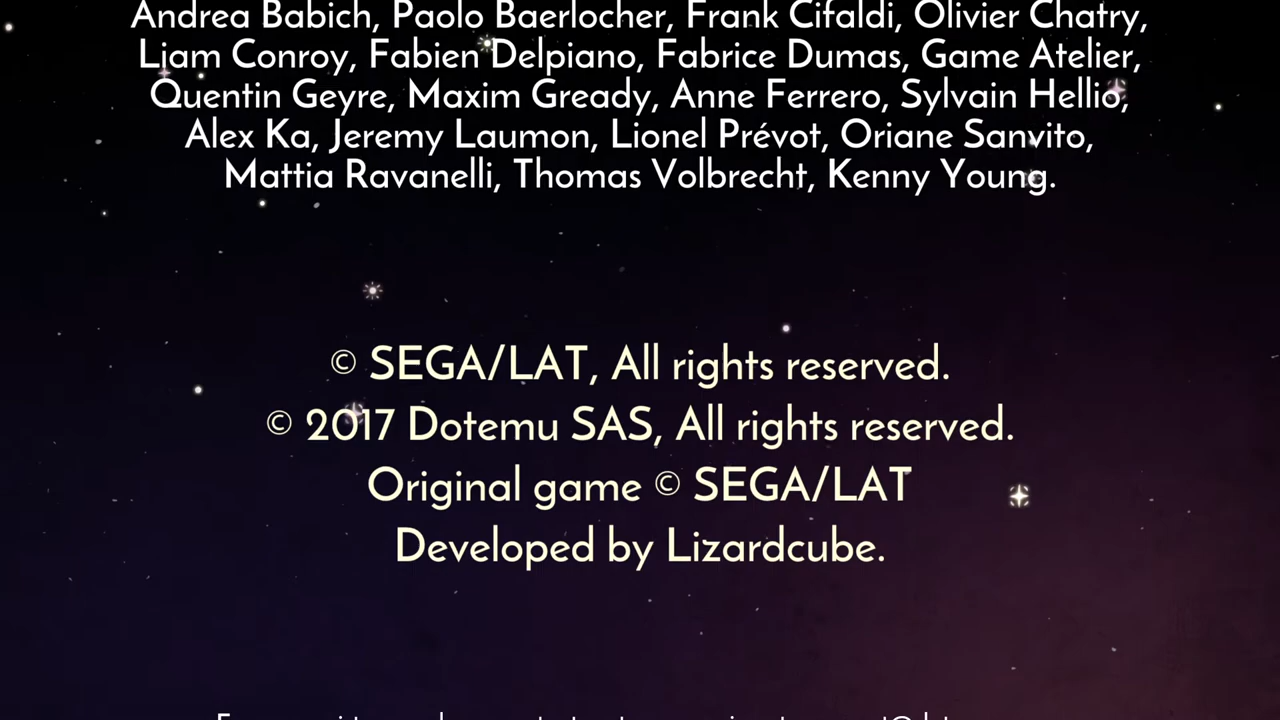 Andrea Babich, Paolo Baerlocher, Frank Cifaldi, Olivier Chatry,
Liam Conroy, Fabien Delpiano, Fabrice Dumas, Game Atelier,
Quentin Geyre, Maxim Gready, Anne Ferrero, Sylvain Hellio,
Alex Ka, Jeremy Laumon, Lionel Prévot, Oriane Sanvito,
Mattia Ravanelli, Thomas Volbrecht, Kenny Young.
© SEGA/LAT, All rights reserved.
© 2017 Dotemu SAS, All rights reserved.
Original game © SEGA/LAT
Developed by Lizardcube.